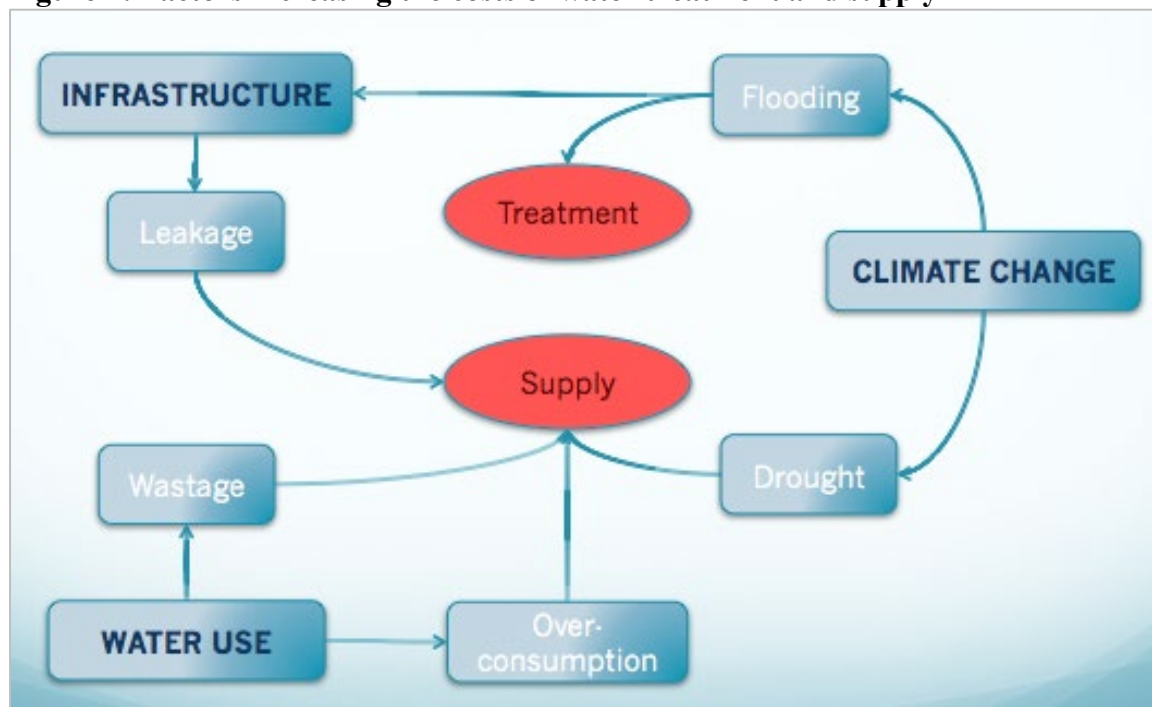 INFRASTRUCTURE
Flooding
Treatment
Leakage
CLIMATE CHANGE
Supply
Wastage
Drought
WATER USE
Over-
consumption